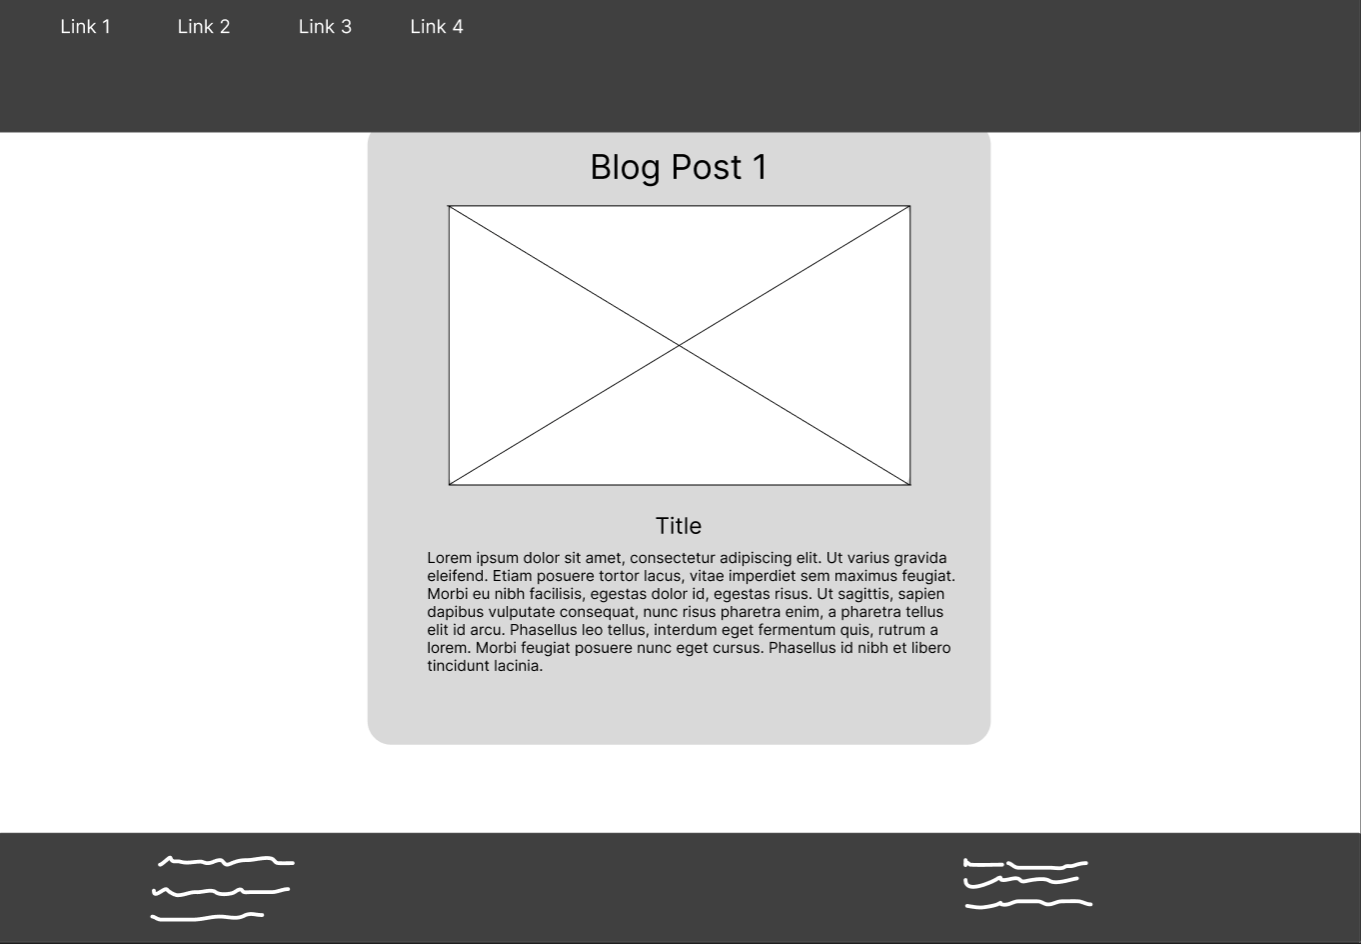 Link 1 Link 2 Link 3 Link 4
Blog Post 1
Title
Lorem ipsum dolor sit amet, consectetur adipiscing elit. Ut varius gravida
eleifend. Etiam posuere tortor lacus, vitae imperdiet sem maximus feugiat.
Morbi eu nibh facilisis, egestas dolor id, egestas risus. Ut sagittis, sapien
dapibus vulputate consequat, nunc risus pharetra enim, a pharetra tellus
elit id arcu. Phasellus leo tellus, interdum eget fermentum quis, rutrum a
lorem. Morbi feugiat posuere nunc eget cursus. Phasellus id nibh et libero
tincidunt lacinia.